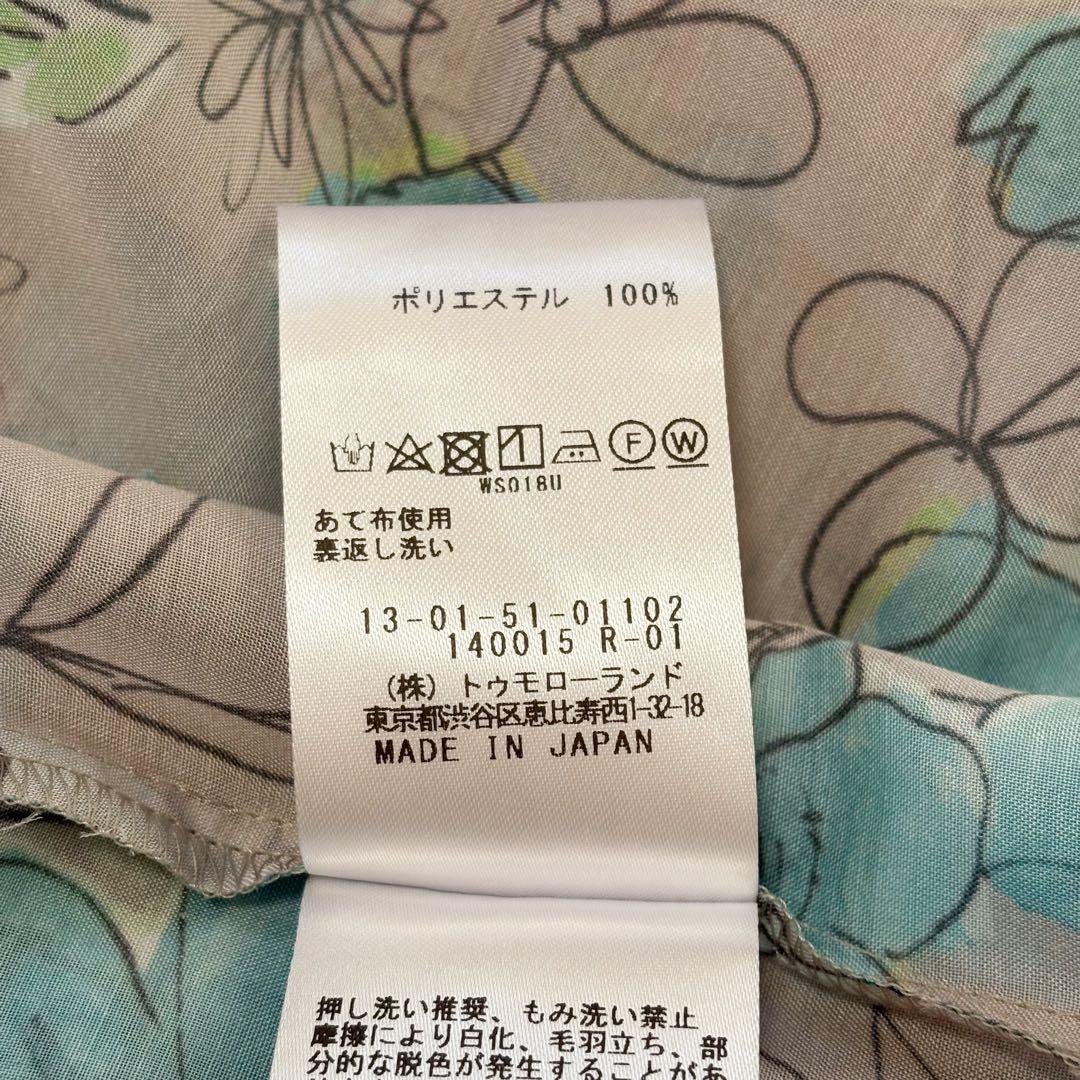 ポリエステル 100%
F W
WS018U
あて布使用
裏返し洗い
13-01-51-01102
140015 R-01
(株) トゥモローランド
東京都渋谷区恵比寿西1-32-18
MADE IN JAPAN
押し洗い推奨、もみ洗い禁止
摩擦により白化、毛羽立ち、部
分的な脱色が発生することがあ